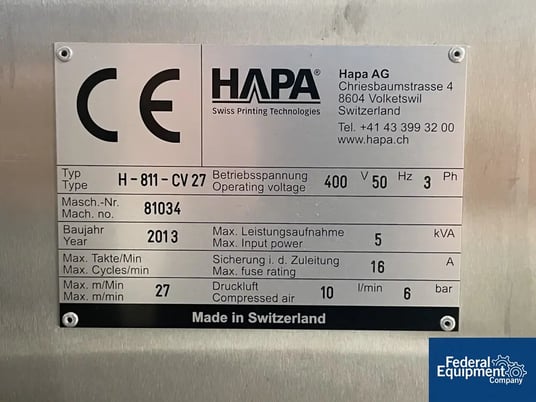 CE
HAPA®
Swiss Printing Technologies
Hapa AG
Chriesbaumstrasse 4
8604 Volketswil
Switzerland
Tel. +41 43 399 32 00
www.hapa.ch
Typ
Type H-811-CV 27
Betriebsspannung
Operating voltage 400 V 50 Hz 3 Ph
Masch.-Nr.
Mach. no. 81034
Baujahr
Year 2013
Max. Leistungsaufnahme
Max. Input power 5 kVA
Max. Takte/Min
Max. Cycles/min
Sicherung i. d. Zuleitung
Max. fuse rating 16 A
Max. m/Min
Max. m/min 27
Druckluft
Compressed air 10 l/min 6 bar
Made in Switzerland
Federal
Equipment
Company